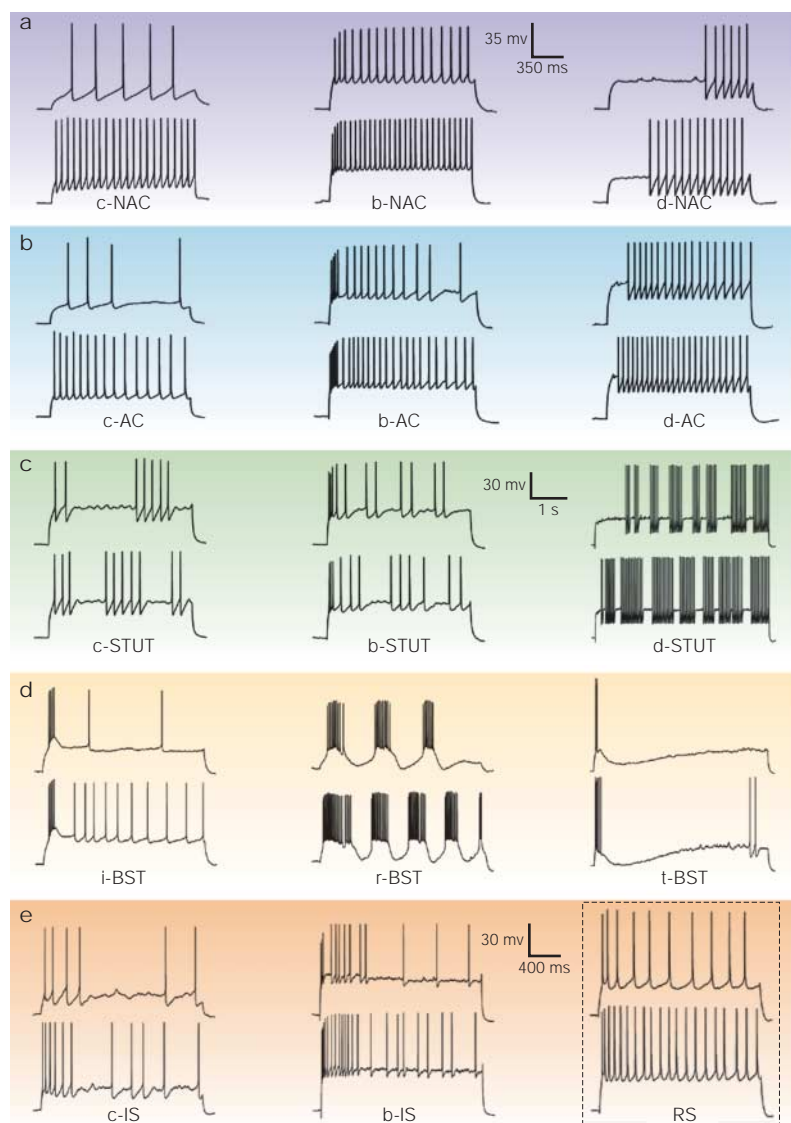 a
35 mv
350 ms
c-NAC
b-NAC
d-NAC
b
c-AC
b-AC
d-AC
c
30 mv
1 s
c-STUT
b-STUT
d-STUT
d
i-BST
r-BST
t-BST
e
30 mv
400 ms
c-IS
b-IS
RS